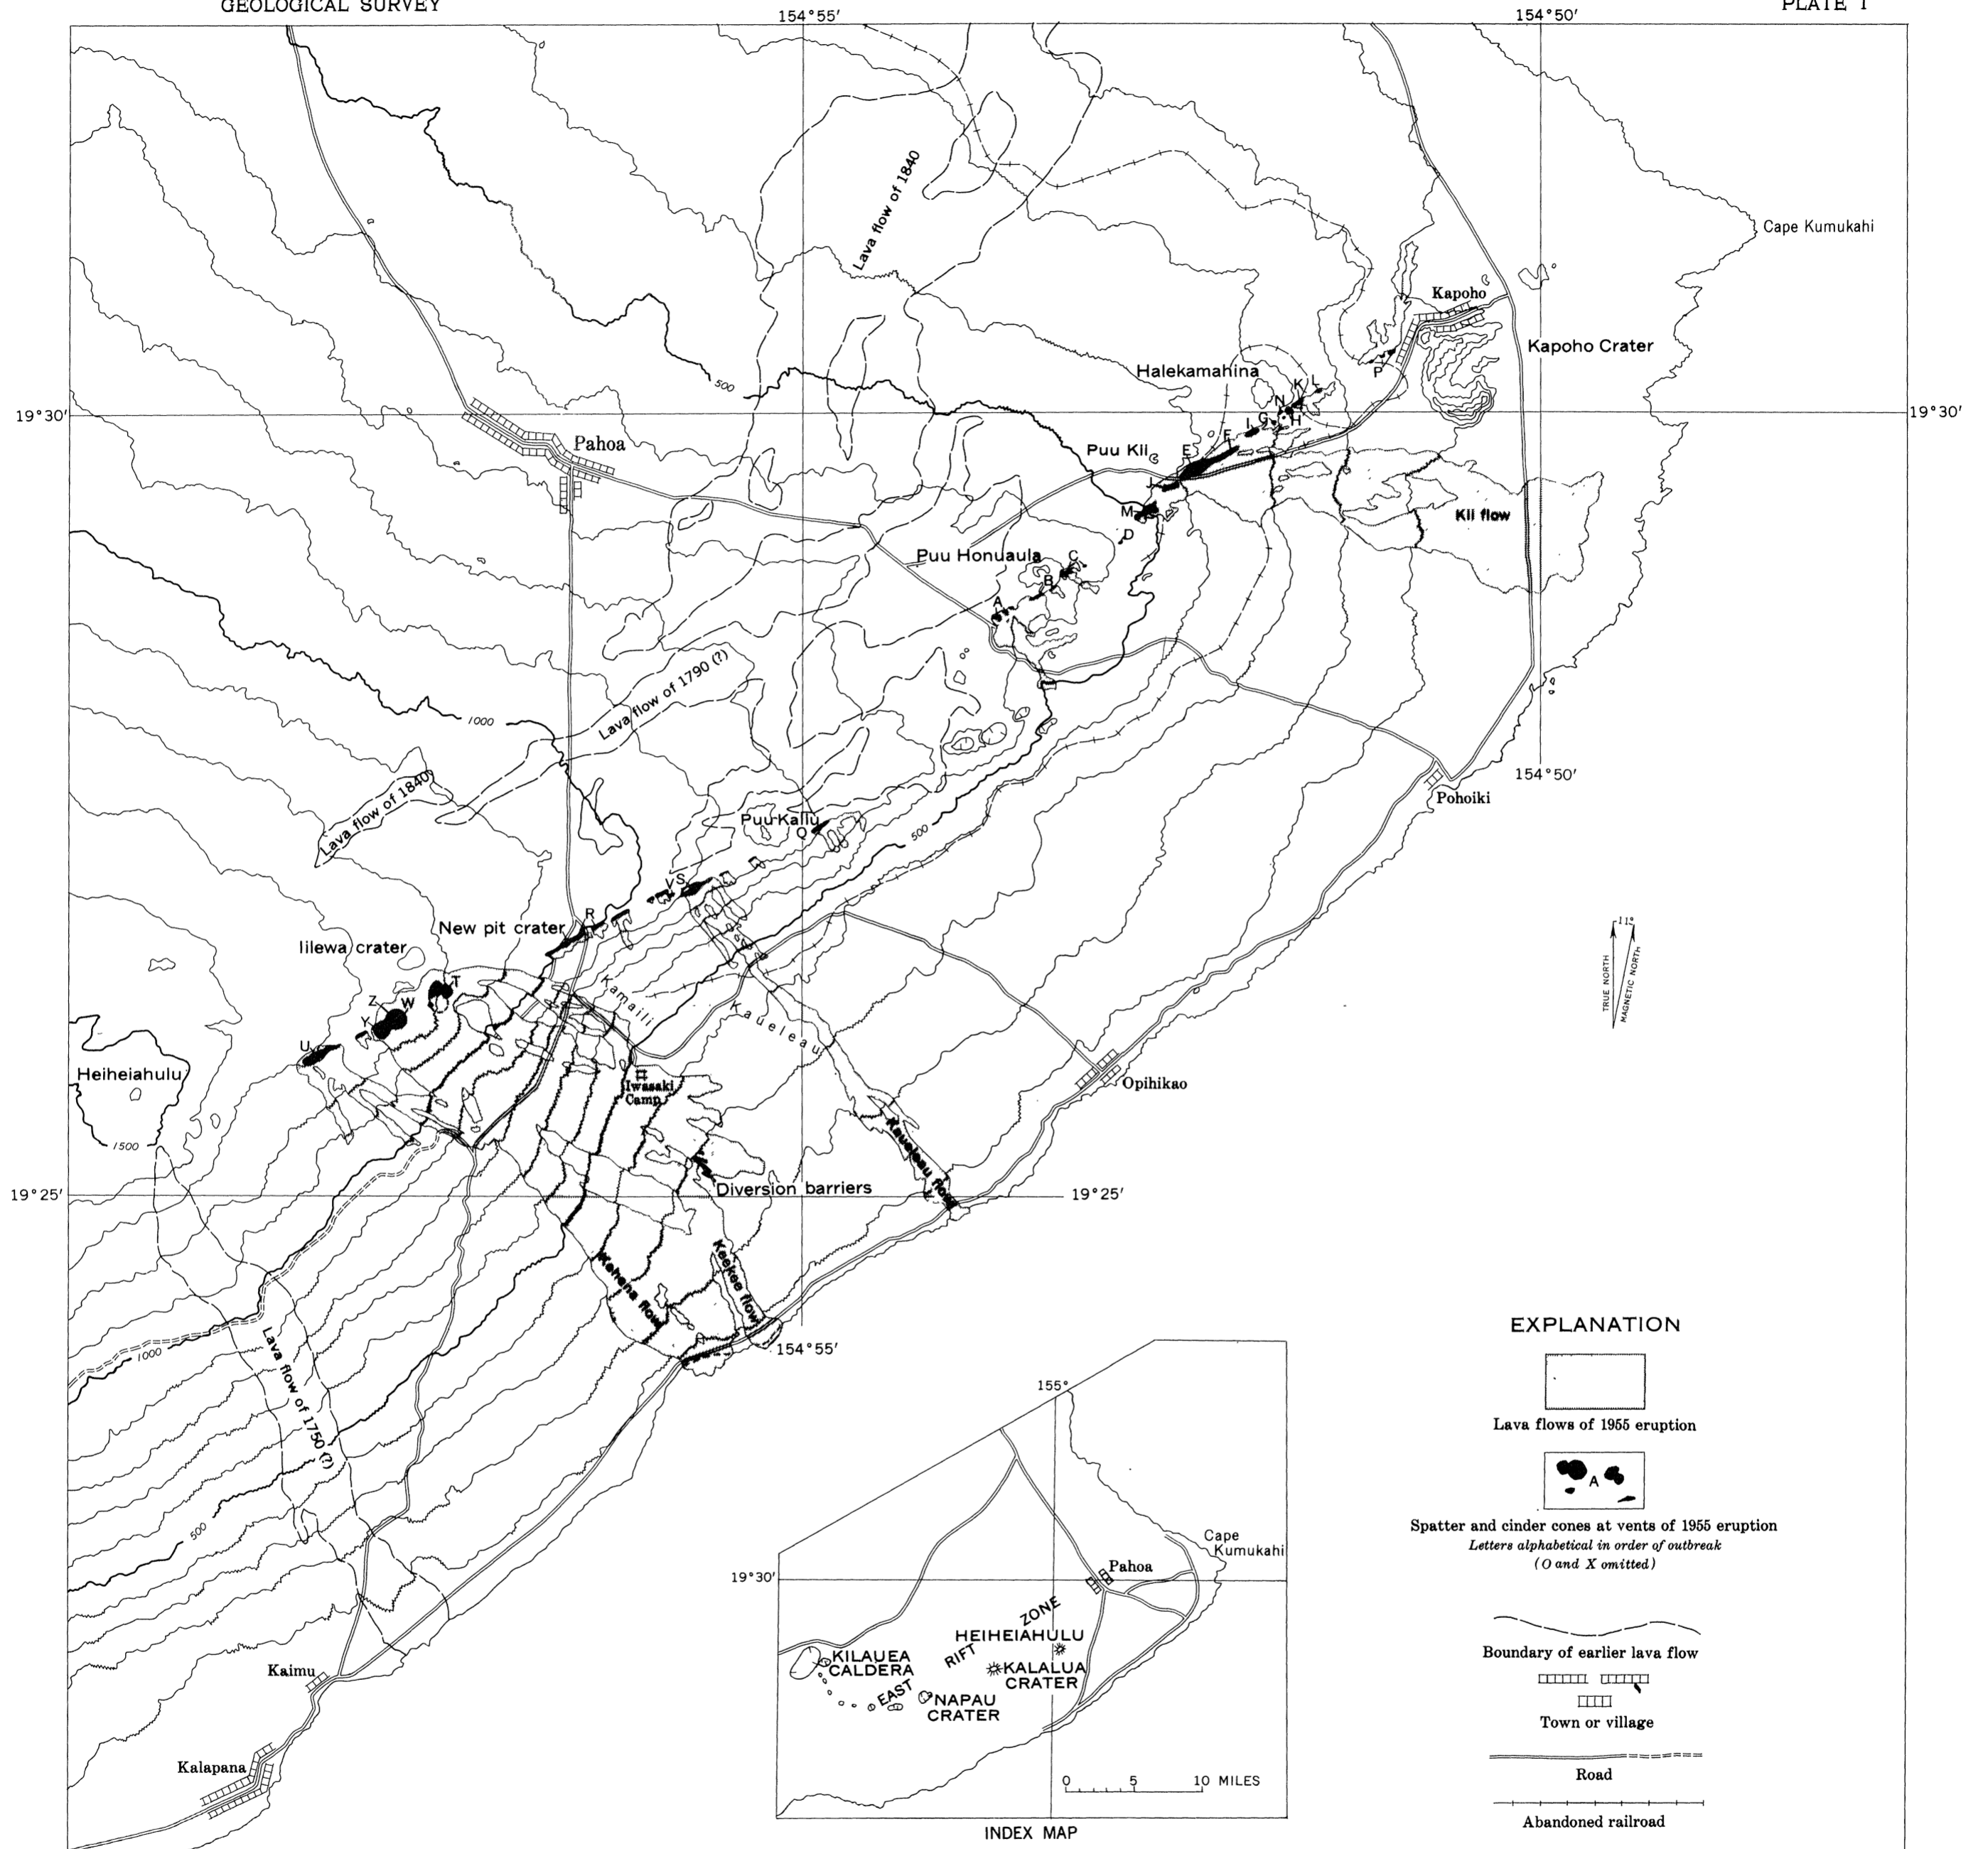 GEOLOGICAL SURVEY
PLATE 1
154°55′
154°50′
Lava flow of 1840
Cape Kumukahi
Kapoho
Kapoho Crater
P
Halekamahina
K
L
N
500
19°30′
19°30′
G
H
I
Pahoa
F
Puu Kii
E
J
M
Kii flow
D
Puu Honuaula
C
B
A
Lava flow of 1790 (?)
1000
154°50′
Pohoiki
Lava flow of 1840
Puu Kaliu
Q
500
V
S
R
New pit crater
Iilewa crater
11°
TRUE NORTH
MAGNETIC NORTH
T
Z
W
Y
Kamaili
Kaueleau
U
Heiheiahulu
Iwasaki
Camp
Opihikao
1500
Kaueleau flow
Diversion barriers
19°25′
19°25′
Kehena flow
Keekee flow
154°55′
1000
Lava flow of 1750 (?)
500
Kaimu
Kalapana
155°
Cape
Kumukahi
Pahoa
19°30′
ZONE
HEIHEIAHULU
RIFT
KILAUEA
CALDERA
KALALUA
CRATER
EAST
NAPAU
CRATER
0 5 10 MILES
INDEX MAP
EXPLANATION
Lava flows of 1955 eruption
A
Spatter and cinder cones at vents of 1955 eruption
Letters alphabetical in order of outbreak
(O and X omitted)
Boundary of earlier lava flow
Town or village
Road
Abandoned railroad